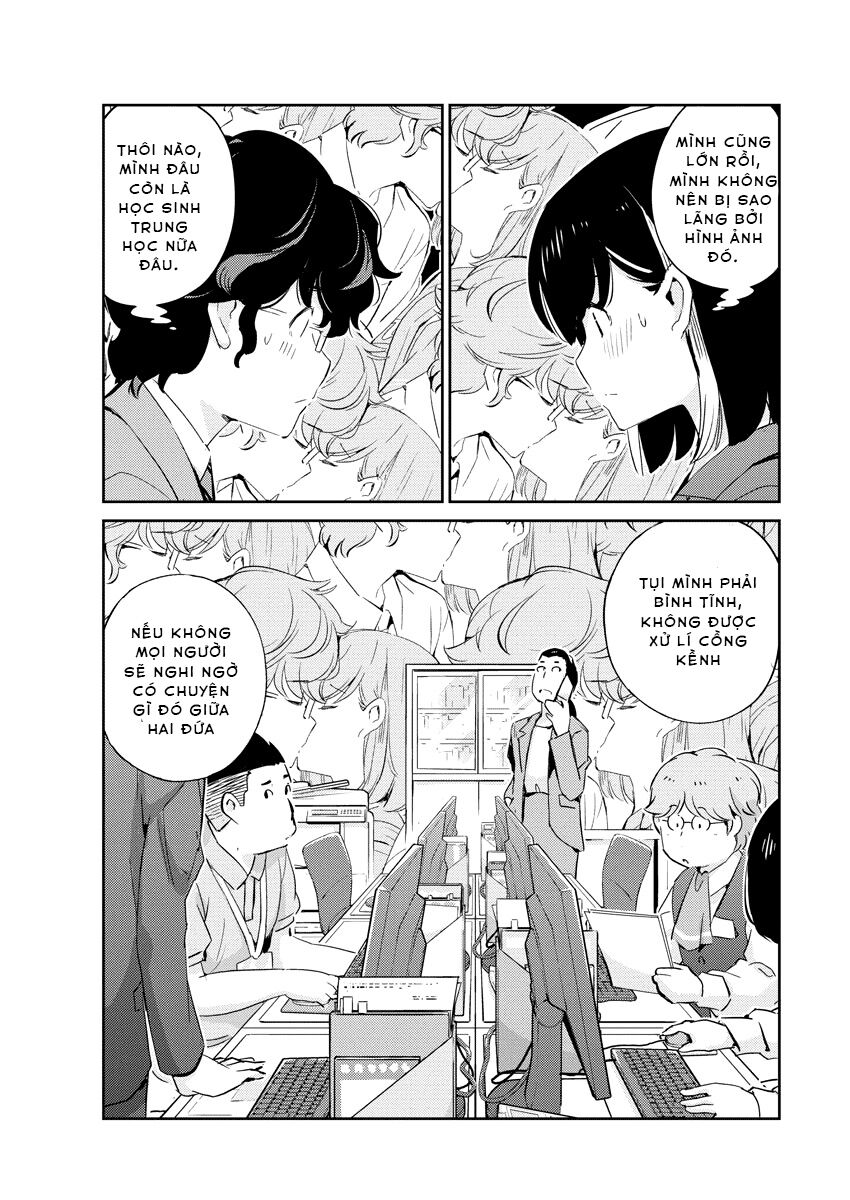 MÌNH CŨNG
LỚN RỒI,
MÌNH KHÔNG
NÊN BỊ SAO
LÃNG BỞI
HÌNH ẢNH
ĐÓ.
THÔI NÀO,
MÌNH ĐÂU
CÒN LÀ
HỌC SINH
TRUNG
HỌC NỮA
ĐÂU.
TỤI MÌNH PHẢI
BÌNH TĨNH,
KHÔNG ĐƯỢC
XỬ LÍ CỒNG
KỀNH
NẾU KHÔNG
MỌI NGƯỜI
SẼ NGHI NGỜ
CÓ CHUYỆN
GÌ ĐÓ GIỮA
HAI ĐỨA